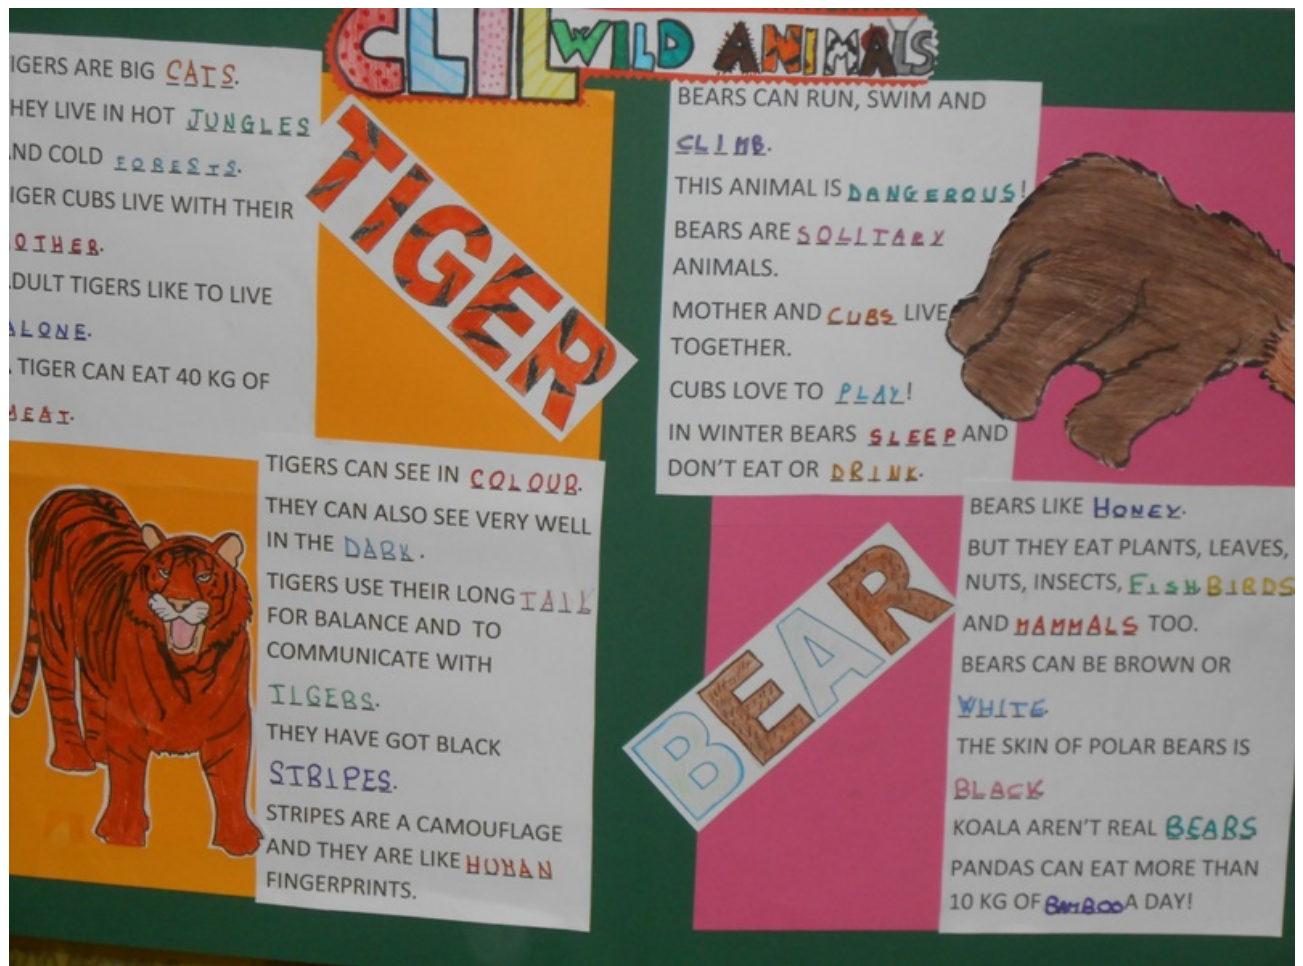 CLIL WILD ANIMALS
IGERS ARE BIG CATS.
HEY LIVE IN HOT JUNGLES
ND COLD FORESTS.
IGER CUBS LIVE WITH THEIR
OTHER.
DULT TIGERS LIKE TO LIVE
ALONE.
TIGER CAN EAT 40 KG OF
MEAT.
TIGER
TIGERS CAN SEE IN COLOUR.
THEY CAN ALSO SEE VERY WELL
IN THE DARK.
TIGERS USE THEIR LONG TAIL
FOR BALANCE AND TO
COMMUNICATE WITH
TIGERS.
THEY HAVE GOT BLACK
STRIPES.
STRIPES ARE A CAMOUFLAGE
AND THEY ARE LIKE HUMAN
FINGERPRINTS.
BEARS CAN RUN, SWIM AND
CLIMB.
THIS ANIMAL IS DANGEROUS!
BEARS ARE SOLITARY
ANIMALS.
MOTHER AND CUBS LIVE
TOGETHER.
CUBS LOVE TO PLAY!
IN WINTER BEARS SLEEP AND
DON'T EAT OR DRINK.
BEAR
BEARS LIKE HONEY.
BUT THEY EAT PLANTS, LEAVES,
NUTS, INSECTS, FISH BIRDS
AND MAMMALS TOO.
BEARS CAN BE BROWN OR
WHITE.
THE SKIN OF POLAR BEARS IS
BLACK
KOALA AREN'T REAL BEARS
PANDAS CAN EAT MORE THAN
10 KG OF BAMBOO A DAY!